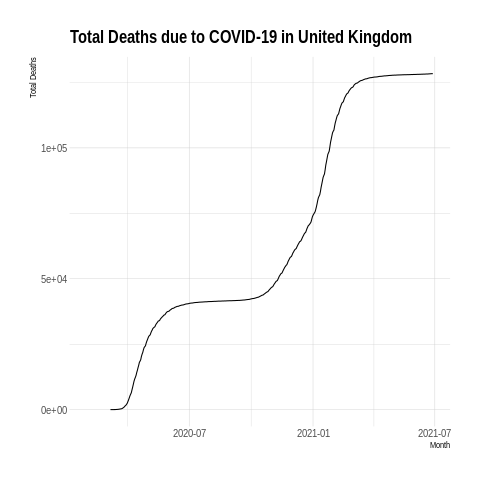 Total Deaths due to COVID-19 in United Kingdom
Total Deaths
1e+05
5e+04
0e+00
2020-07
2021-01
2021-07
Month